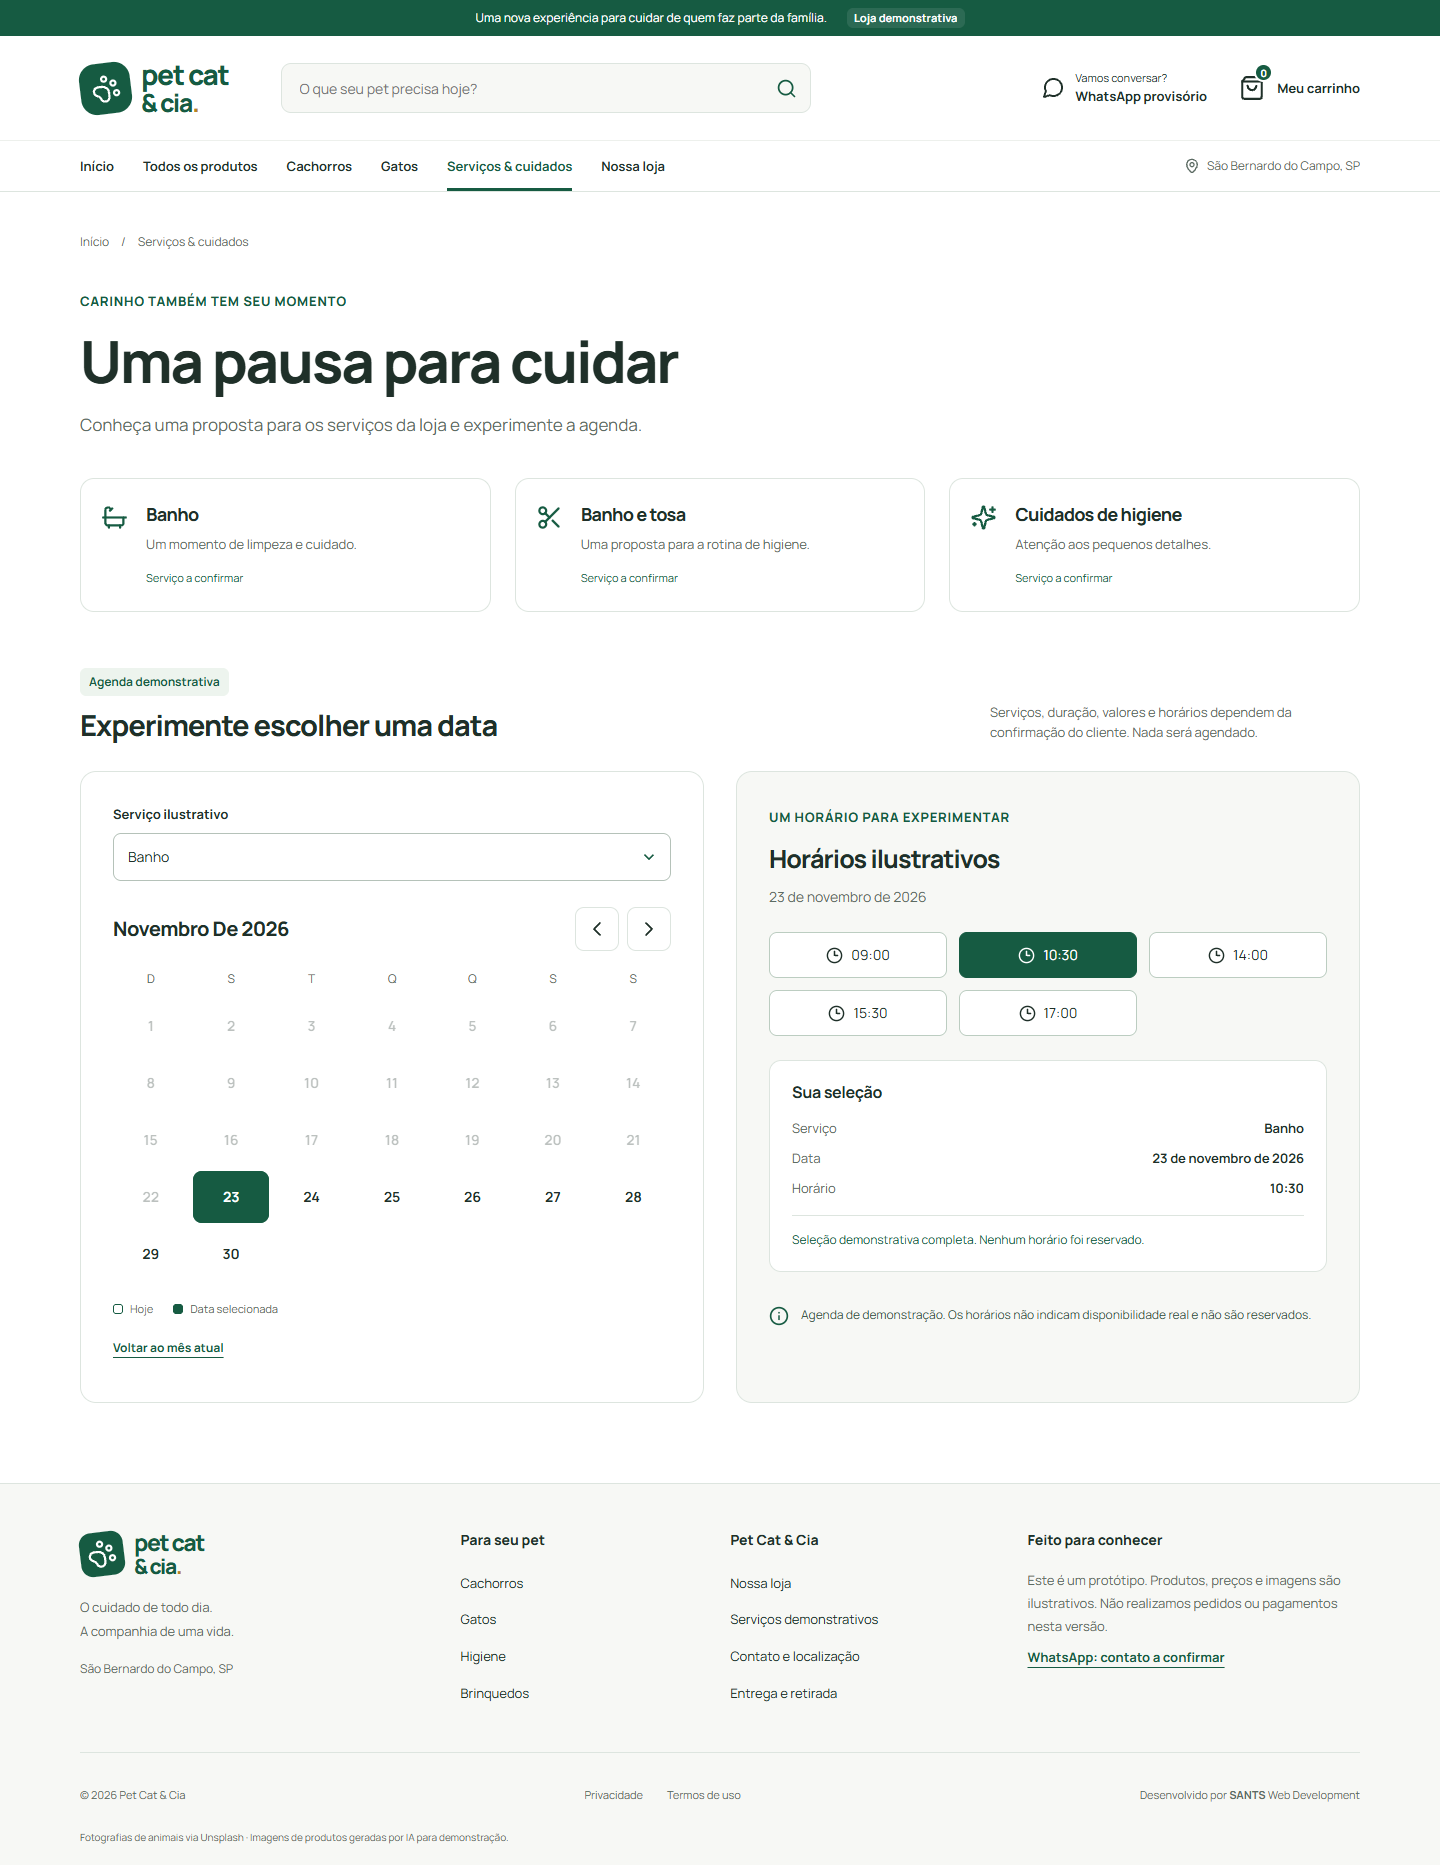 Uma nova experiência para cuidar de quem faz parte da família. Loja demonstrativa
pet cat
& cia.
O que seu pet precisa hoje?
Vamos conversar?
WhatsApp provisório
0
Meu carrinho
Início Todos os produtos Cachorros Gatos Serviços & cuidados Nossa loja
São Bernardo do Campo, SP
Início / Serviços & cuidados
CARINHO TAMBÉM TEM SEU MOMENTO
Uma pausa para cuidar
Conheça uma proposta para os serviços da loja e experimente a agenda.
Banho
Um momento de limpeza e cuidado.
Serviço a confirmar
Banho e tosa
Uma proposta para a rotina de higiene.
Serviço a confirmar
Cuidados de higiene
Atenção aos pequenos detalhes.
Serviço a confirmar
Agenda demonstrativa
Experimente escolher uma data
Serviços, duração, valores e horários dependem da
confirmação do cliente. Nada será agendado.
Serviço ilustrativo
Banho
Novembro De 2026
D S T Q Q S S
1 2 3 4 5 6 7
8 9 10 11 12 13 14
15 16 17 18 19 20 21
22 23 24 25 26 27 28
29 30
Hoje Data selecionada
Voltar ao mês atual
UM HORÁRIO PARA EXPERIMENTAR
Horários ilustrativos
23 de novembro de 2026
09:00 10:30 14:00
15:30 17:00
Sua seleção
Serviço Banho
Data 23 de novembro de 2026
Horário 10:30
Seleção demonstrativa completa. Nenhum horário foi reservado.
Agenda de demonstração. Os horários não indicam disponibilidade real e não são reservados.
pet cat
& cia.
O cuidado de todo dia.
A companhia de uma vida.
São Bernardo do Campo, SP
Para seu pet
Cachorros
Gatos
Higiene
Brinquedos
Pet Cat & Cia
Nossa loja
Serviços demonstrativos
Contato e localização
Entrega e retirada
Feito para conhecer
Este é um protótipo. Produtos, preços e imagens são
ilustrativos. Não realizamos pedidos ou pagamentos
nesta versão.
WhatsApp: contato a confirmar
© 2026 Pet Cat & Cia
Privacidade Termos de uso
Desenvolvido por SANTS Web Development
Fotografias de animais via Unsplash · Imagens de produtos geradas por IA para demonstração.